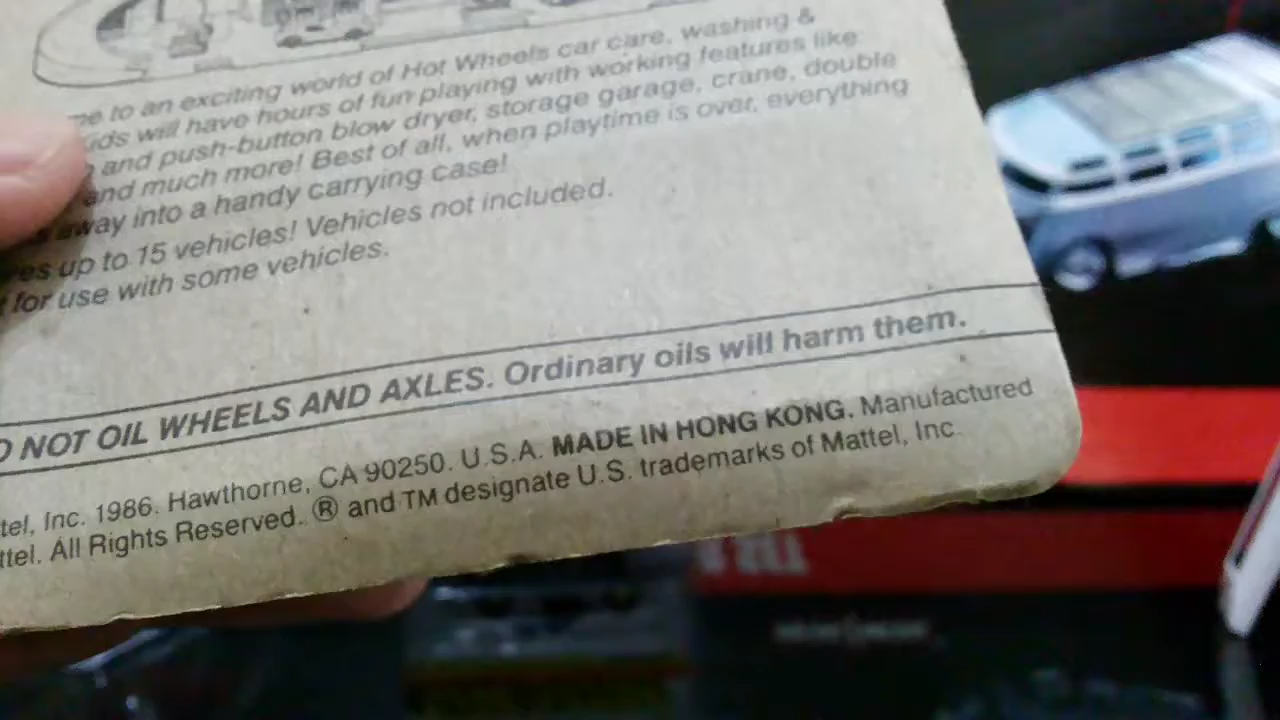 me to an exciting world of Hot Wheels car care, washing &
kids will have hours of fun playing with working features like
and push-button blow dryer, storage garage, crane, double
and much more! Best of all, when playtime is over, everything
away into a handy carrying case!
es up to 15 vehicles! Vehicles not included.
for use with some vehicles.
O NOT OIL WHEELS AND AXLES. Ordinary oils will harm them.
tel, Inc. 1986. Hawthorne, CA 90250. U.S.A. MADE IN HONG KONG. Manufactured
ttel. All Rights Reserved. ® and TM designate U.S. trademarks of Mattel, Inc.